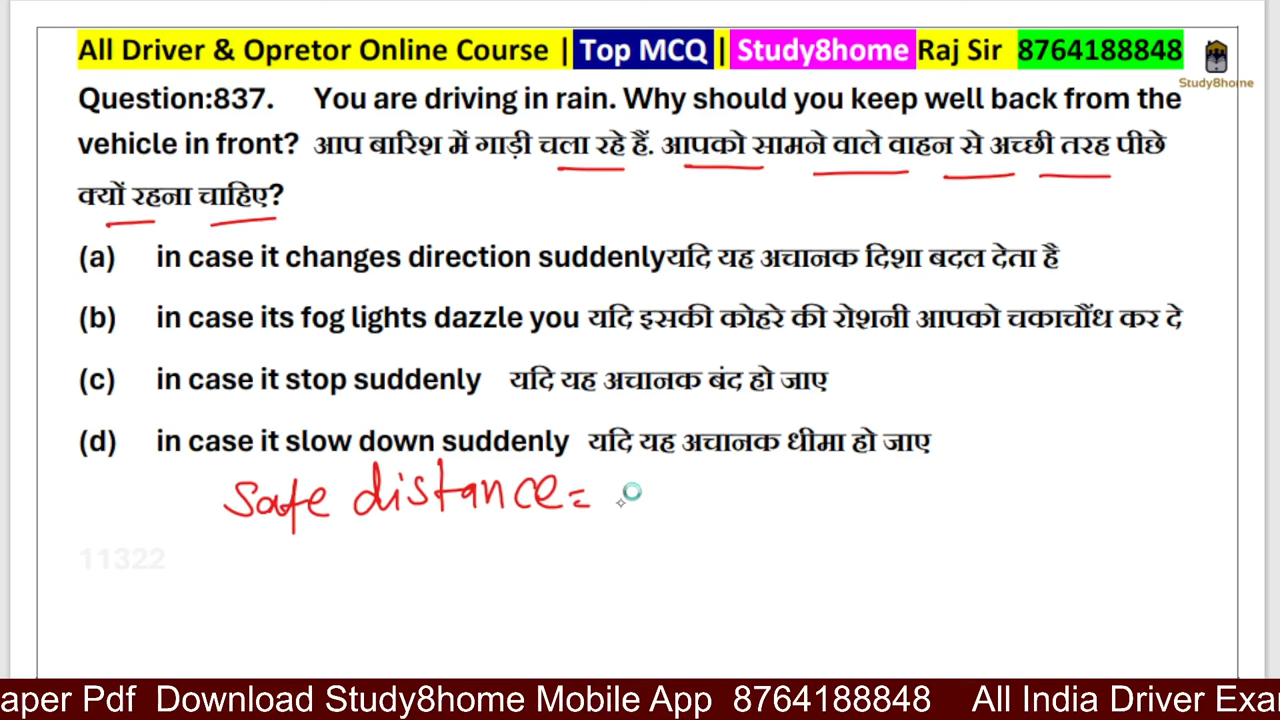 All Driver & Opretor Online Course | Top MCQ | Study8home Raj Sir 8764188848
Study8home
Question:837. You are driving in rain. Why should you keep well back from the
vehicle in front? आप बारिश में गाड़ी चला रहे हैं. आपको सामने वाले वाहन से अच्छी तरह पीछे
क्यों रहना चाहिए?
(a) in case it changes direction suddenlyयदि यह अचानक दिशा बदल देता है
(b) in case its fog lights dazzle you यदि इसकी कोहरे की रोशनी आपको चकाचौंध कर दे
(c) in case it stop suddenly यदि यह अचानक बंद हो जाए
(d) in case it slow down suddenly यदि यह अचानक धीमा हो जाए
Safe distance=
11322
aper Pdf Download Study8home Mobile App 8764188848 All India Driver Exa